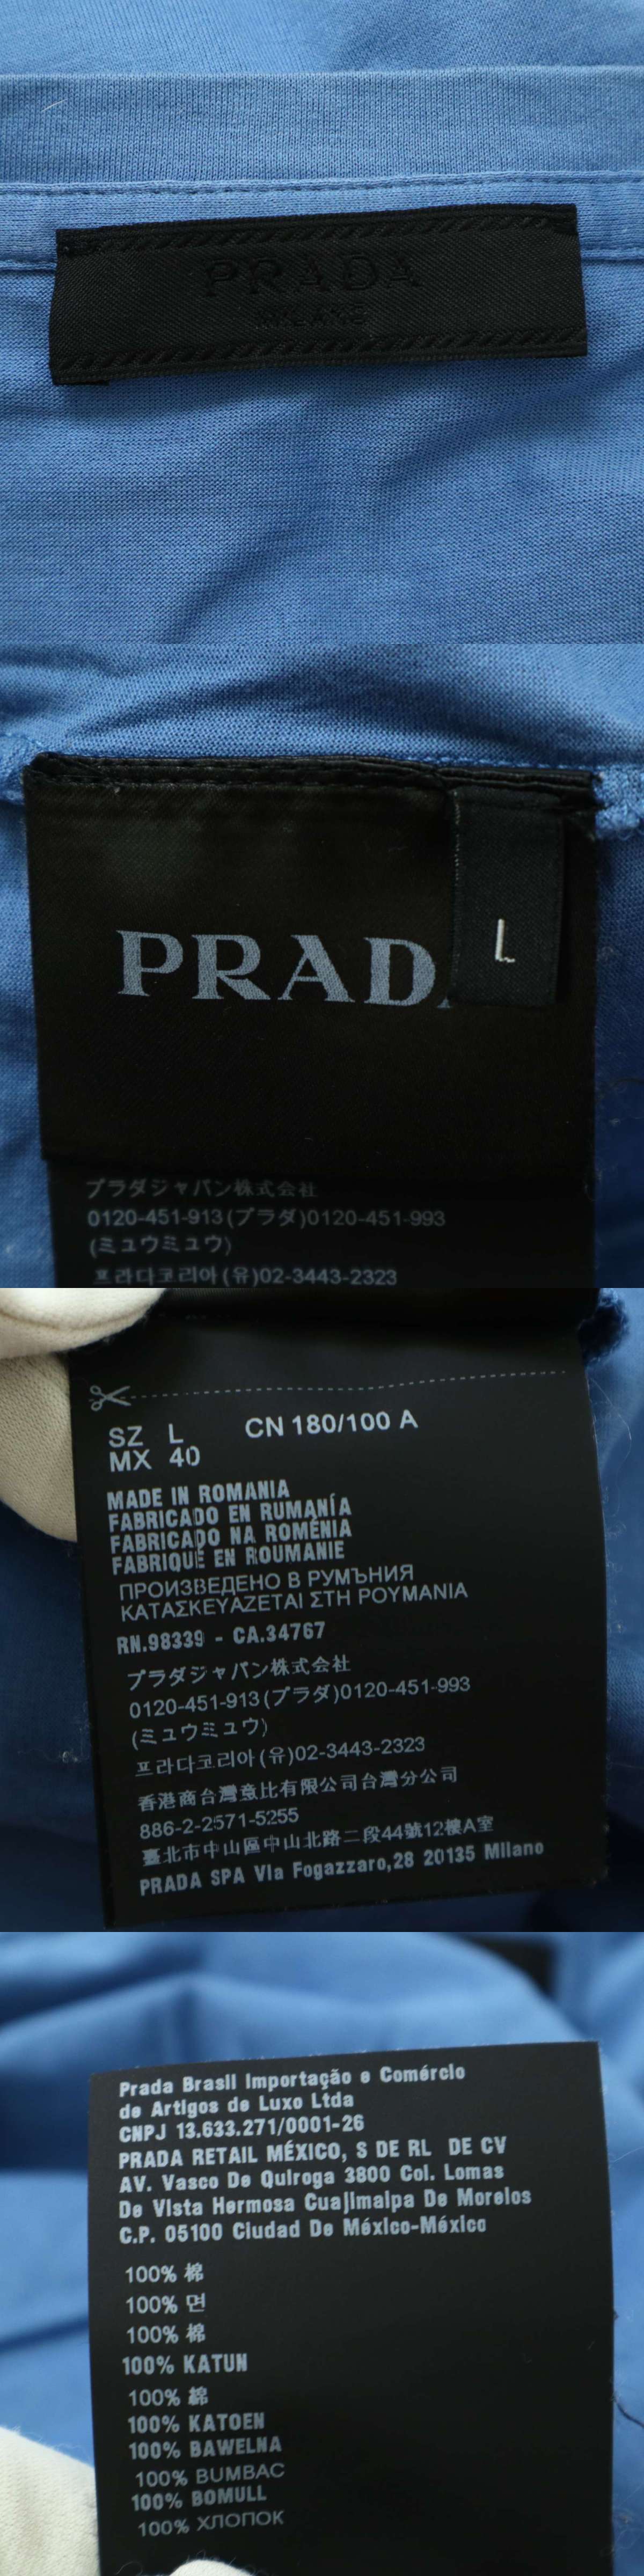 PRADA
MILANO
PRAD
L
プラダジャパン株式会社
0120-451-913(プラダ)0120-451-993
(ミュウミュウ)
프라다코리아(유)02-3443-2323
SZ L CN 180/100 A
MX 40
MADE IN ROMANIA
FABRICADO EN RUMANÍA
FABRICADO NA ROMÉNIA
FABRIQUÉ EN ROUMANIE
ПРОИЗВЕДЕНО В РУМЪНИЯ
ΚΑΤΑΣΚΕΥΑΖΕΤΑΙ ΣΤΗ ΡΟΥΜΑΝΙΑ
RN.98339 - CA.34767
プラダジャパン株式会社
0120-451-913(プラダ)0120-451-993
(ミュウミュウ)
프라다코리아(유)02-3443-2323
香港商台灣意比有限公司台灣分公司
886-2-2571-5255
臺北市中山區中山北路二段44號12樓A室
PRADA SPA Via Fogazzaro,28 20135 Milano
Prada Brasil Importação e Comércio
de Artigos de Luxo Ltda
CNPJ 13.633.271/0001-26
PRADA RETAIL MÉXICO, S DE RL DE CV
AV. Vasco De Quiroga 3800 Col. Lomas
De Vista Hermosa Cuajimalpa De Morelos
C.P. 05100 Ciudad De México-México
100% 棉
100% 면
100% 棉
100% KATUN
100% 綿
100% KATOEN
100% BAWELNA
100% BUMBAC
100% BOMULL
100% ХЛОПОК